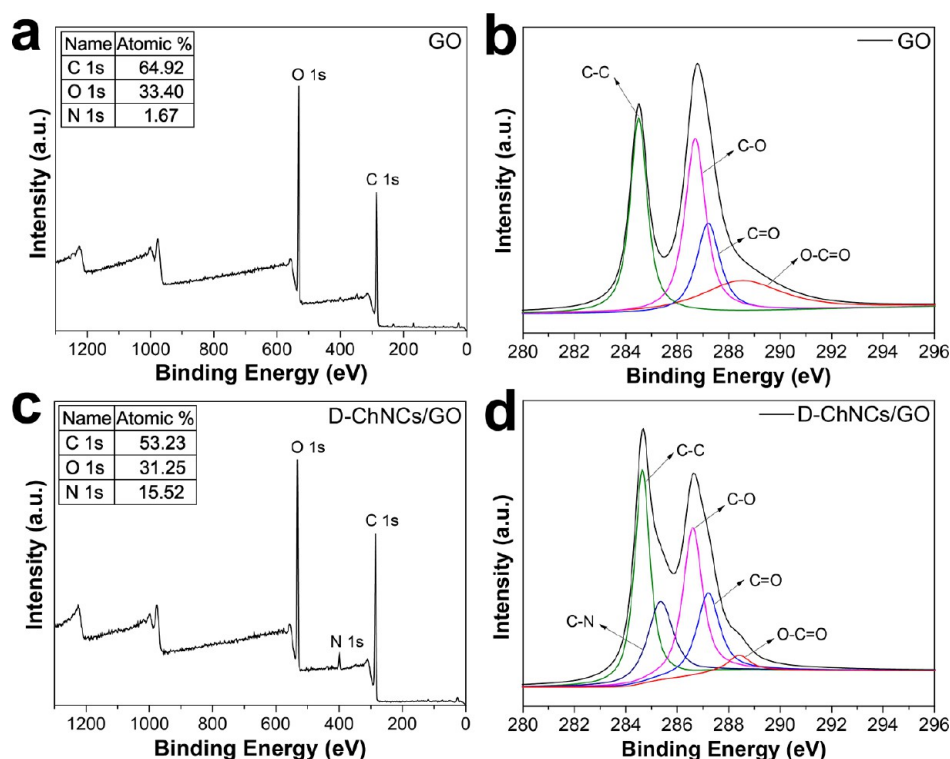 a
GO
Name Atomic %
C 1s 64.92
O 1s 33.40
N 1s 1.67
O 1s
C 1s
Intensity (a.u.)
1200 1000 800 600 400 200 0
Binding Energy (eV)
b
GO
C-C
C-O
C=O
O-C=O
Intensity (a.u.)
280 282 284 286 288 290 292 294 296
Binding Energy (eV)
c
D-ChNCs/GO
Name Atomic %
C 1s 53.23
O 1s 31.25
N 1s 15.52
O 1s
C 1s
N 1s
Intensity (a.u.)
1200 1000 800 600 400 200 0
Binding Energy (eV)
d
D-ChNCs/GO
C-C
C-O
C=O
C-N
O-C=O
Intensity (a.u.)
280 282 284 286 288 290 292 294 296
Binding Energy (eV)